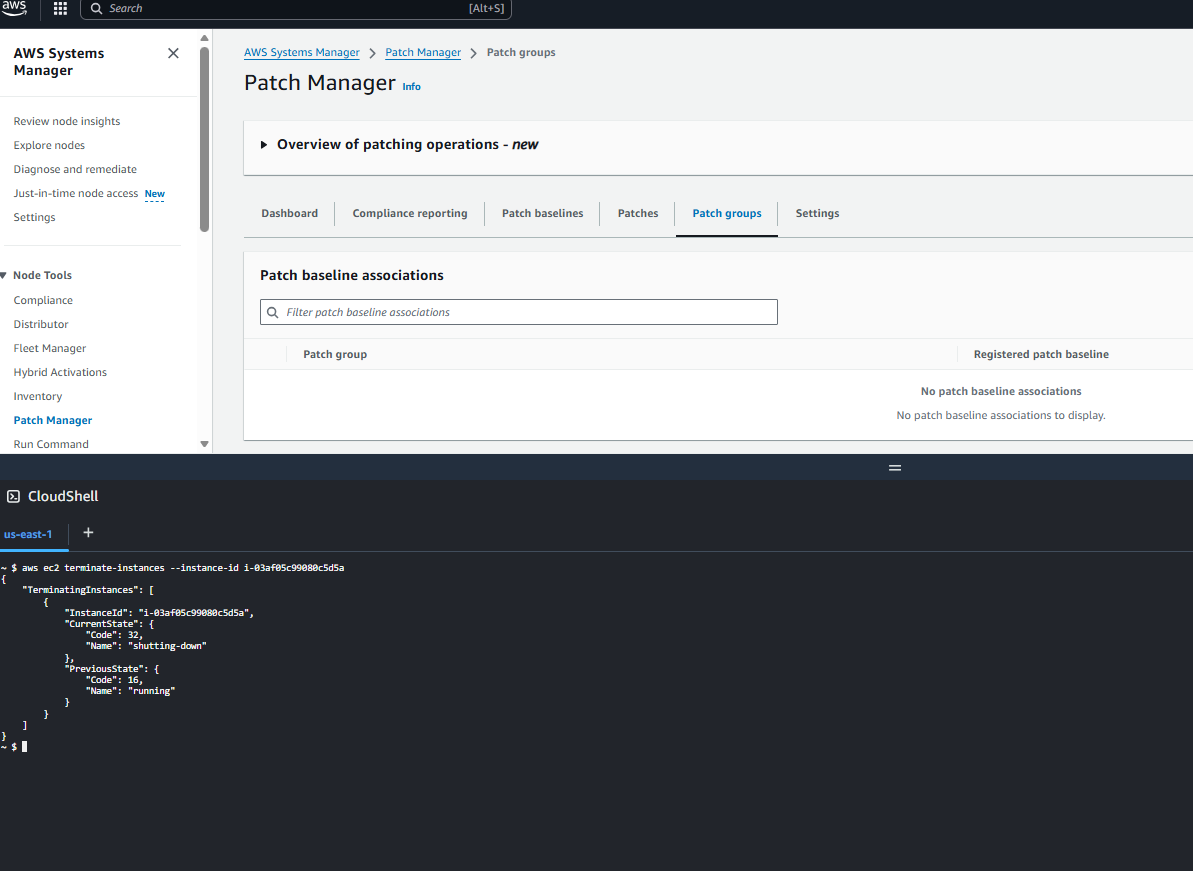 aws
Search [Alt+S]
AWS Systems
Manager
Review node insights
Explore nodes
Diagnose and remediate
Just-in-time node access New
Settings
Node Tools
Compliance
Distributor
Fleet Manager
Hybrid Activations
Inventory
Patch Manager
Run Command
AWS Systems Manager > Patch Manager > Patch groups
Patch Manager Info
Overview of patching operations - new
Dashboard Compliance reporting Patch baselines Patches Patch groups Settings
Patch baseline associations
Filter patch baseline associations
Patch group Registered patch baseline
No patch baseline associations
No patch baseline associations to display.
CloudShell
us-east-1 +
~ $ aws ec2 terminate-instances --instance-id i-03af05c99080c5d5a
{
    "TerminatingInstances": [
        {
            "InstanceId": "i-03af05c99080c5d5a",
            "CurrentState": {
                "Code": 32,
                "Name": "shutting-down"
            },
            "PreviousState": {
                "Code": 16,
                "Name": "running"
            }
        }
    ]
}
~ $